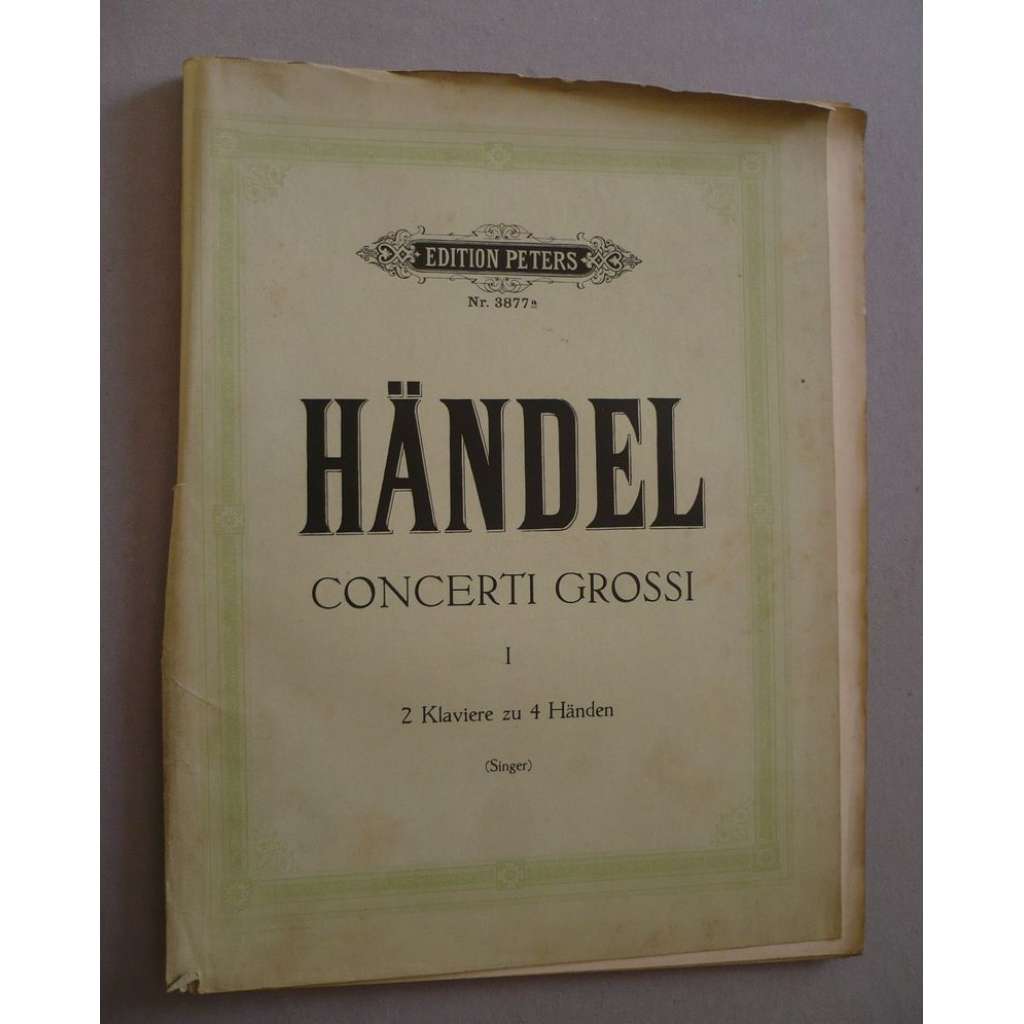 EDITION PETERS
Nr. 3877a
HÄNDEL
CONCERTI GROSSI
I
2 Klaviere zu 4 Händen
(Singer)